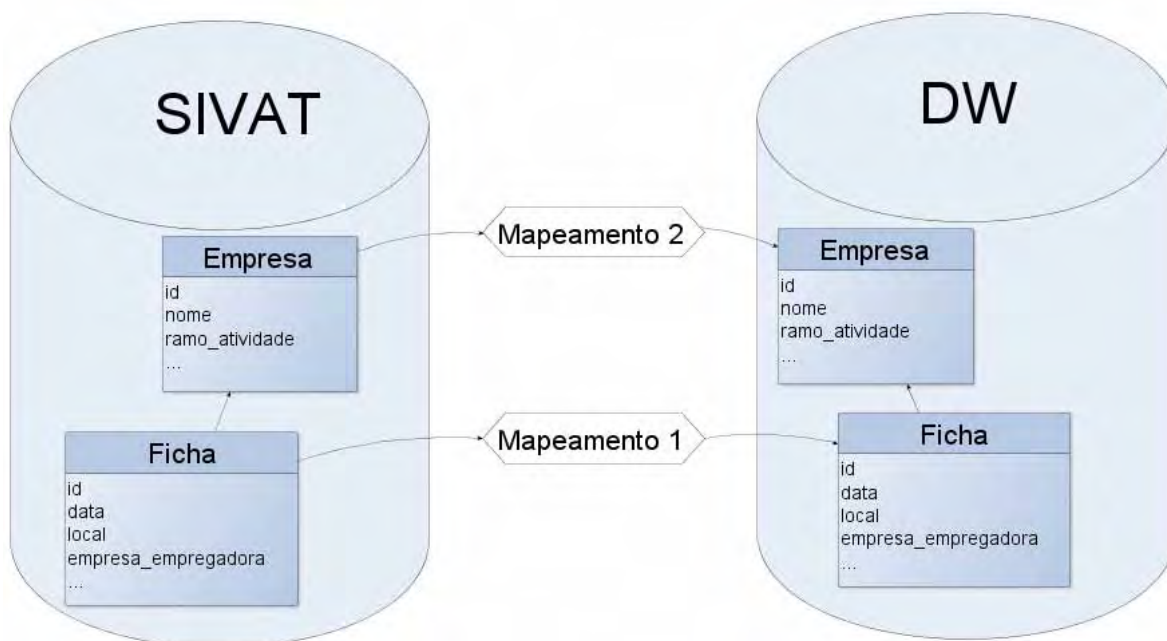 SIVAT
DW
Mapeamento 2
Empresa
id
nome
ramo_atividade
...
Empresa
id
nome
ramo_atividade
...
Mapeamento 1
Ficha
id
data
local
empresa_empregadora
...
Ficha
id
data
local
empresa_empregadora
...